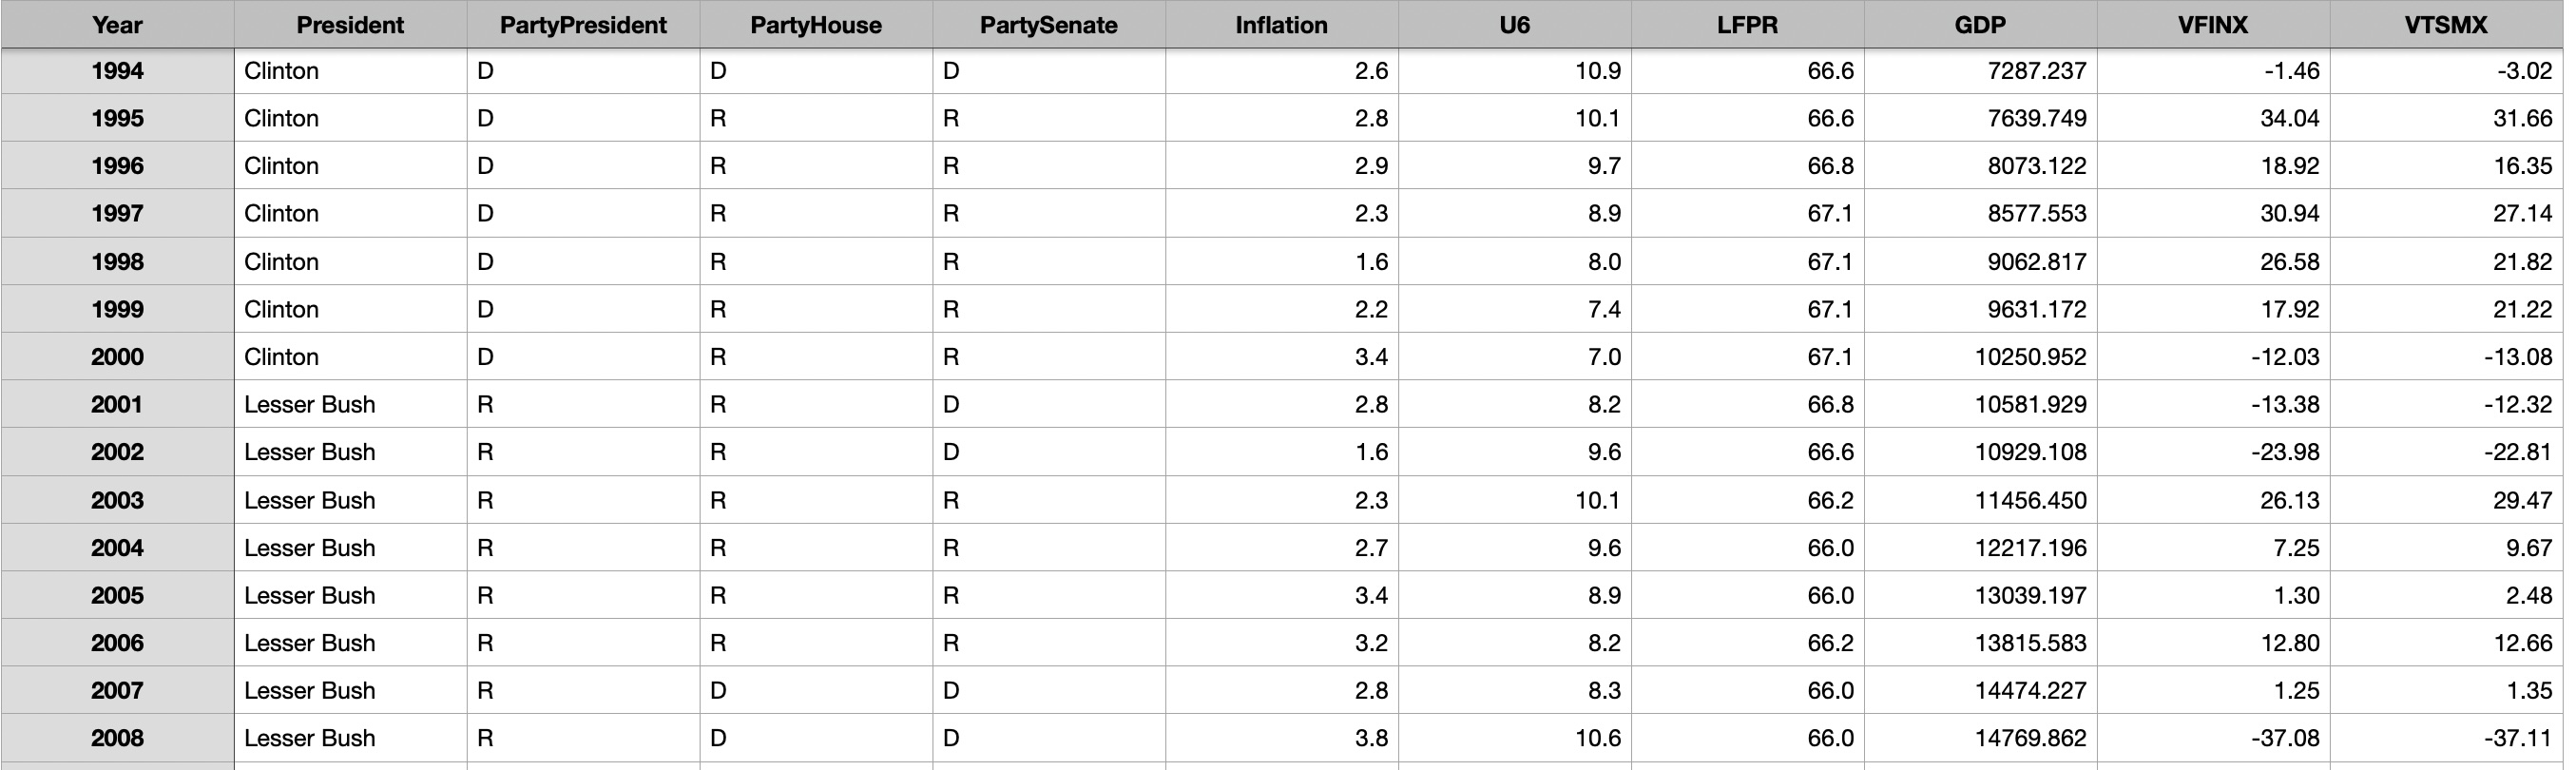 Year President PartyPresident PartyHouse PartySenate Inflation U6 LFPR GDP VFINX VTSMX
1994 Clinton D D D 2.6 10.9 66.6 7287.237 -1.46 -3.02
1995 Clinton D R R 2.8 10.1 66.6 7639.749 34.04 31.66
1996 Clinton D R R 2.9 9.7 66.8 8073.122 18.92 16.35
1997 Clinton D R R 2.3 8.9 67.1 8577.553 30.94 27.14
1998 Clinton D R R 1.6 8.0 67.1 9062.817 26.58 21.82
1999 Clinton D R R 2.2 7.4 67.1 9631.172 17.92 21.22
2000 Clinton D R R 3.4 7.0 67.1 10250.952 -12.03 -13.08
2001 Lesser Bush R R D 2.8 8.2 66.8 10581.929 -13.38 -12.32
2002 Lesser Bush R R D 1.6 9.6 66.6 10929.108 -23.98 -22.81
2003 Lesser Bush R R R 2.3 10.1 66.2 11456.450 26.13 29.47
2004 Lesser Bush R R R 2.7 9.6 66.0 12217.196 7.25 9.67
2005 Lesser Bush R R R 3.4 8.9 66.0 13039.197 1.30 2.48
2006 Lesser Bush R R R 3.2 8.2 66.2 13815.583 12.80 12.66
2007 Lesser Bush R D D 2.8 8.3 66.0 14474.227 1.25 1.35
2008 Lesser Bush R D D 3.8 10.6 66.0 14769.862 -37.08 -37.11